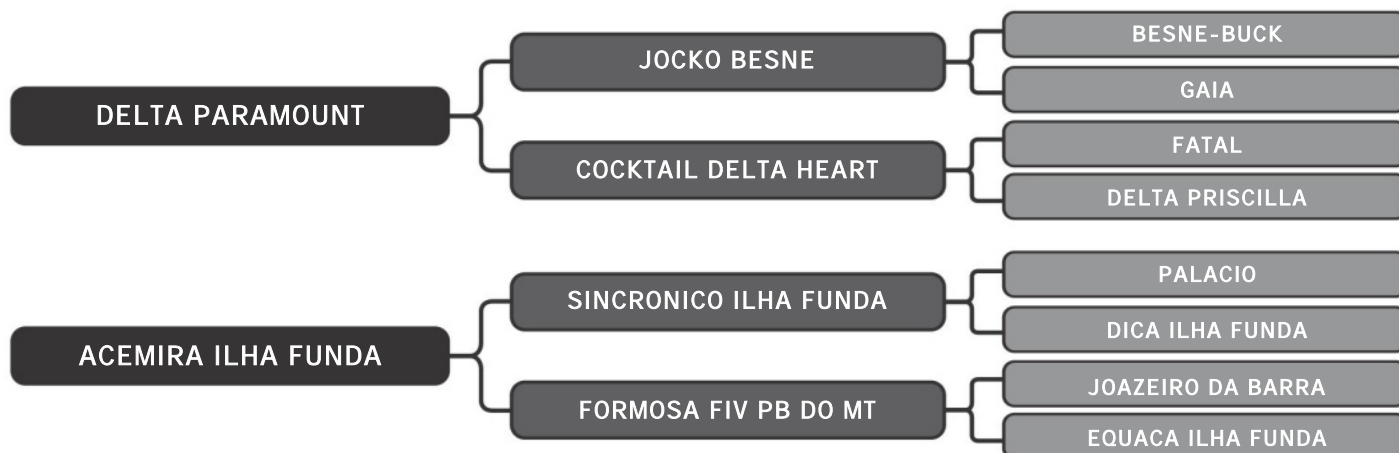 BESNE-BUCK
JOCKO BESNE
GAIA
DELTA PARAMOUNT
FATAL
COCKTAIL DELTA HEART
DELTA PRISCILLA
PALACIO
SINCRONICO ILHA FUNDA
DICA ILHA FUNDA
ACEMIRA ILHA FUNDA
JOAZEIRO DA BARRA
FORMOSA FIV PB DO MT
EQUACA ILHA FUNDA